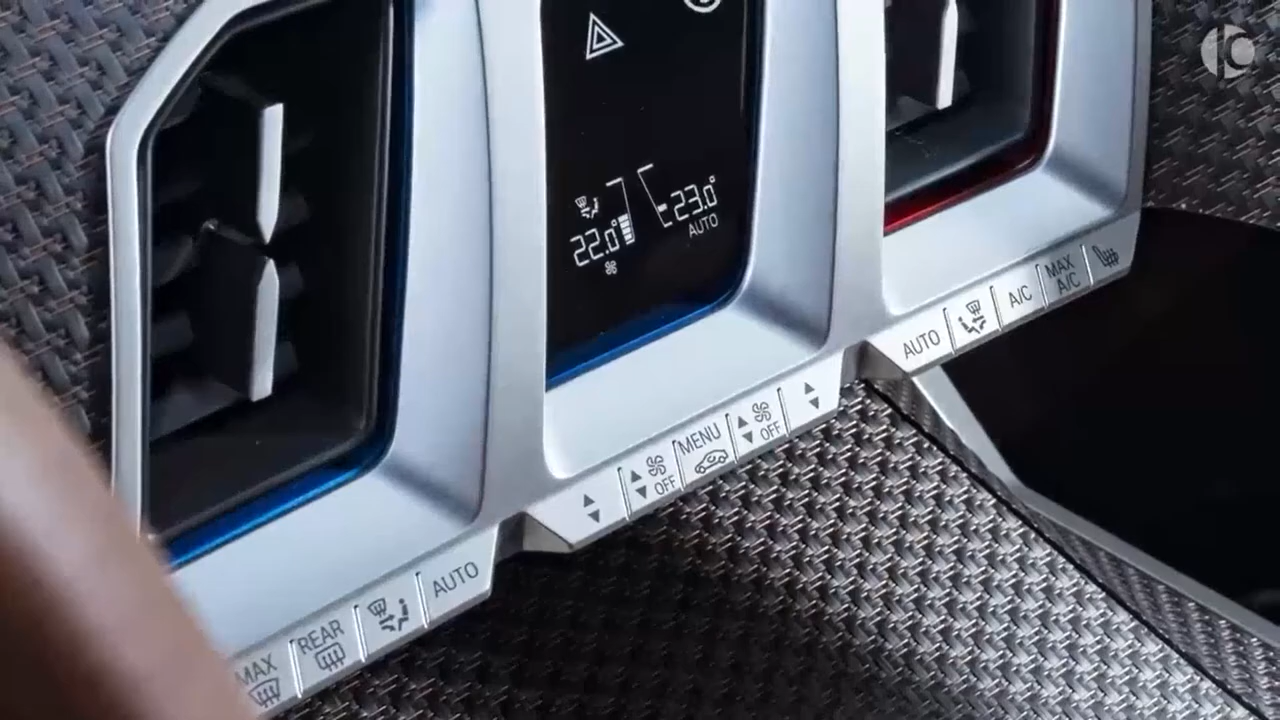 22.0°
23.0°
AUTO
MAX
REAR
AUTO
OFF
MENU
OFF
AUTO
A/C
MAX
A/C